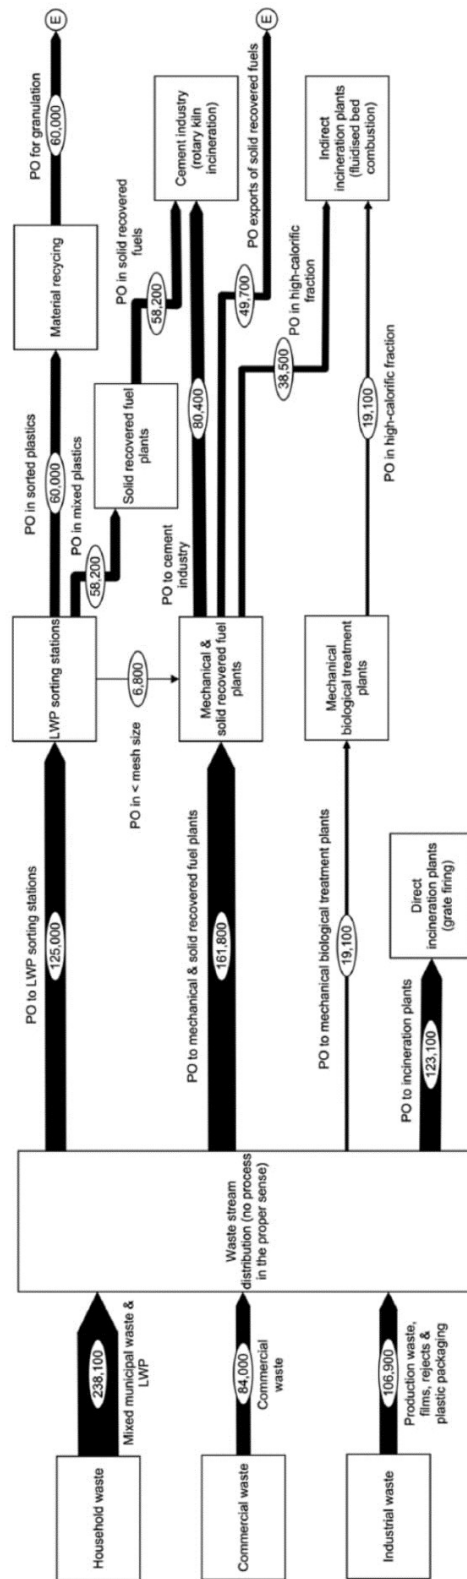 Household waste
Commercial waste
Industrial waste
238,100
Mixed municipal waste &
LWP
84,000
Commercial
waste
106,900
Production waste,
films, rejects &
plastic packaging
Waste stream
distribution (no process
in the proper sense)
PO to LWP sorting stations
125,000
PO to mechanical & solid recovered fuel plants
161,800
PO to mechanical biological treatment plants
19,100
PO to incineration plants
123,100
Direct
incineration plants
(grate firing)
LWP sorting stations
PO in < mesh size
6,800
Mechanical &
solid recovered fuel
plants
Mechanical
biological treatment
plants
PO in sorted plastics
60,000
PO in mixed plastics
58,200
Solid recovered fuel
plants
PO to cement
industry
80,400
Material recycing
PO for granulation
60,000
E
PO in solid recovered
fuels
58,200
Cement industry
(rotary kiln
incineration)
49,700
PO exports of solid recovered fuels
E
38,500
PO in high-calorific
fraction
19,100
PO in high-calorific fraction
Indirect
incineration plants
(fluidised bed
combustion)